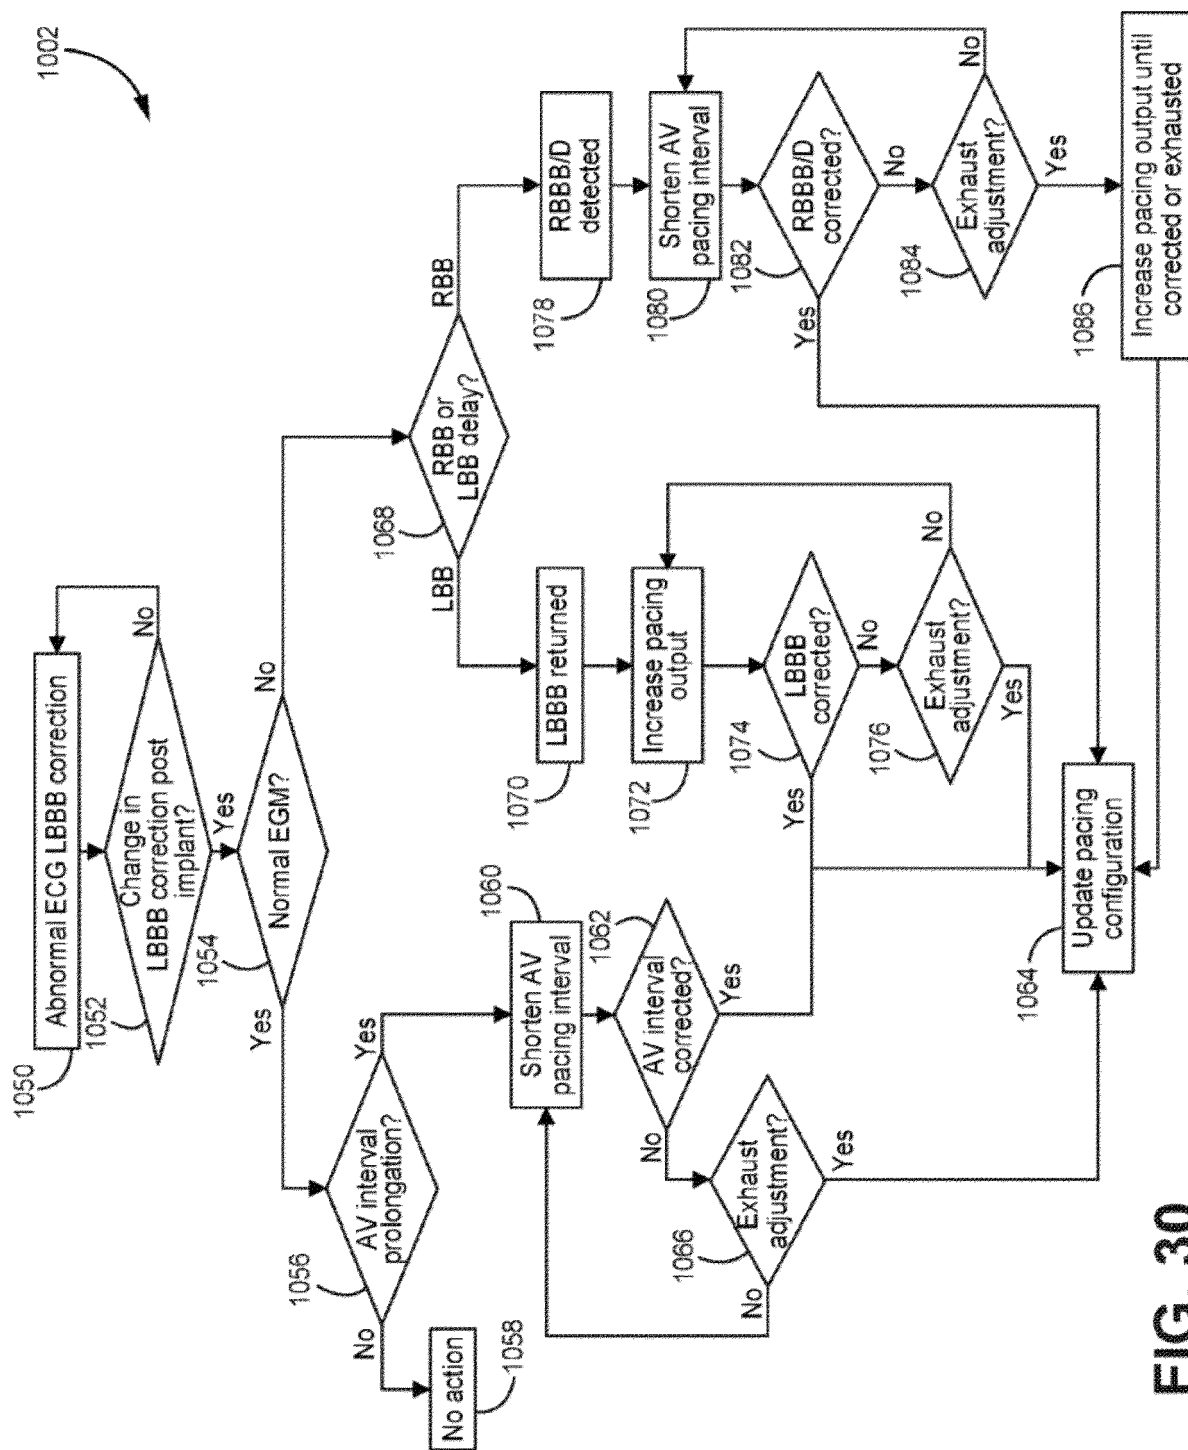 1002
1050
Abnormal ECG LBBB correction
1052
Change in
LBBB correction post
implant?
No
Yes
1054
Normal EGM?
Yes
No
1056
AV interval
prolongation?
No
Yes
No action
1058
1060
Shorten AV
pacing interval
1062
AV interval
corrected?
No
Yes
1066
Exhaust
adjustment?
No
Yes
1068
RBB or
LBB delay?
LBB
RBB
1070
LBBB returned
1072
Increase pacing
output
1074
LBBB
corrected?
Yes
No
1076
Exhaust
adjustment?
No
Yes
1078
RBBB/D
detected
1080
Shorten AV
pacing interval
1082
RBBB/D
corrected?
Yes
No
1084
Exhaust
adjustment?
No
Yes
1086
Increase pacing output until
corrected or exhausted
1064
Update pacing
configuration
FIG. 30